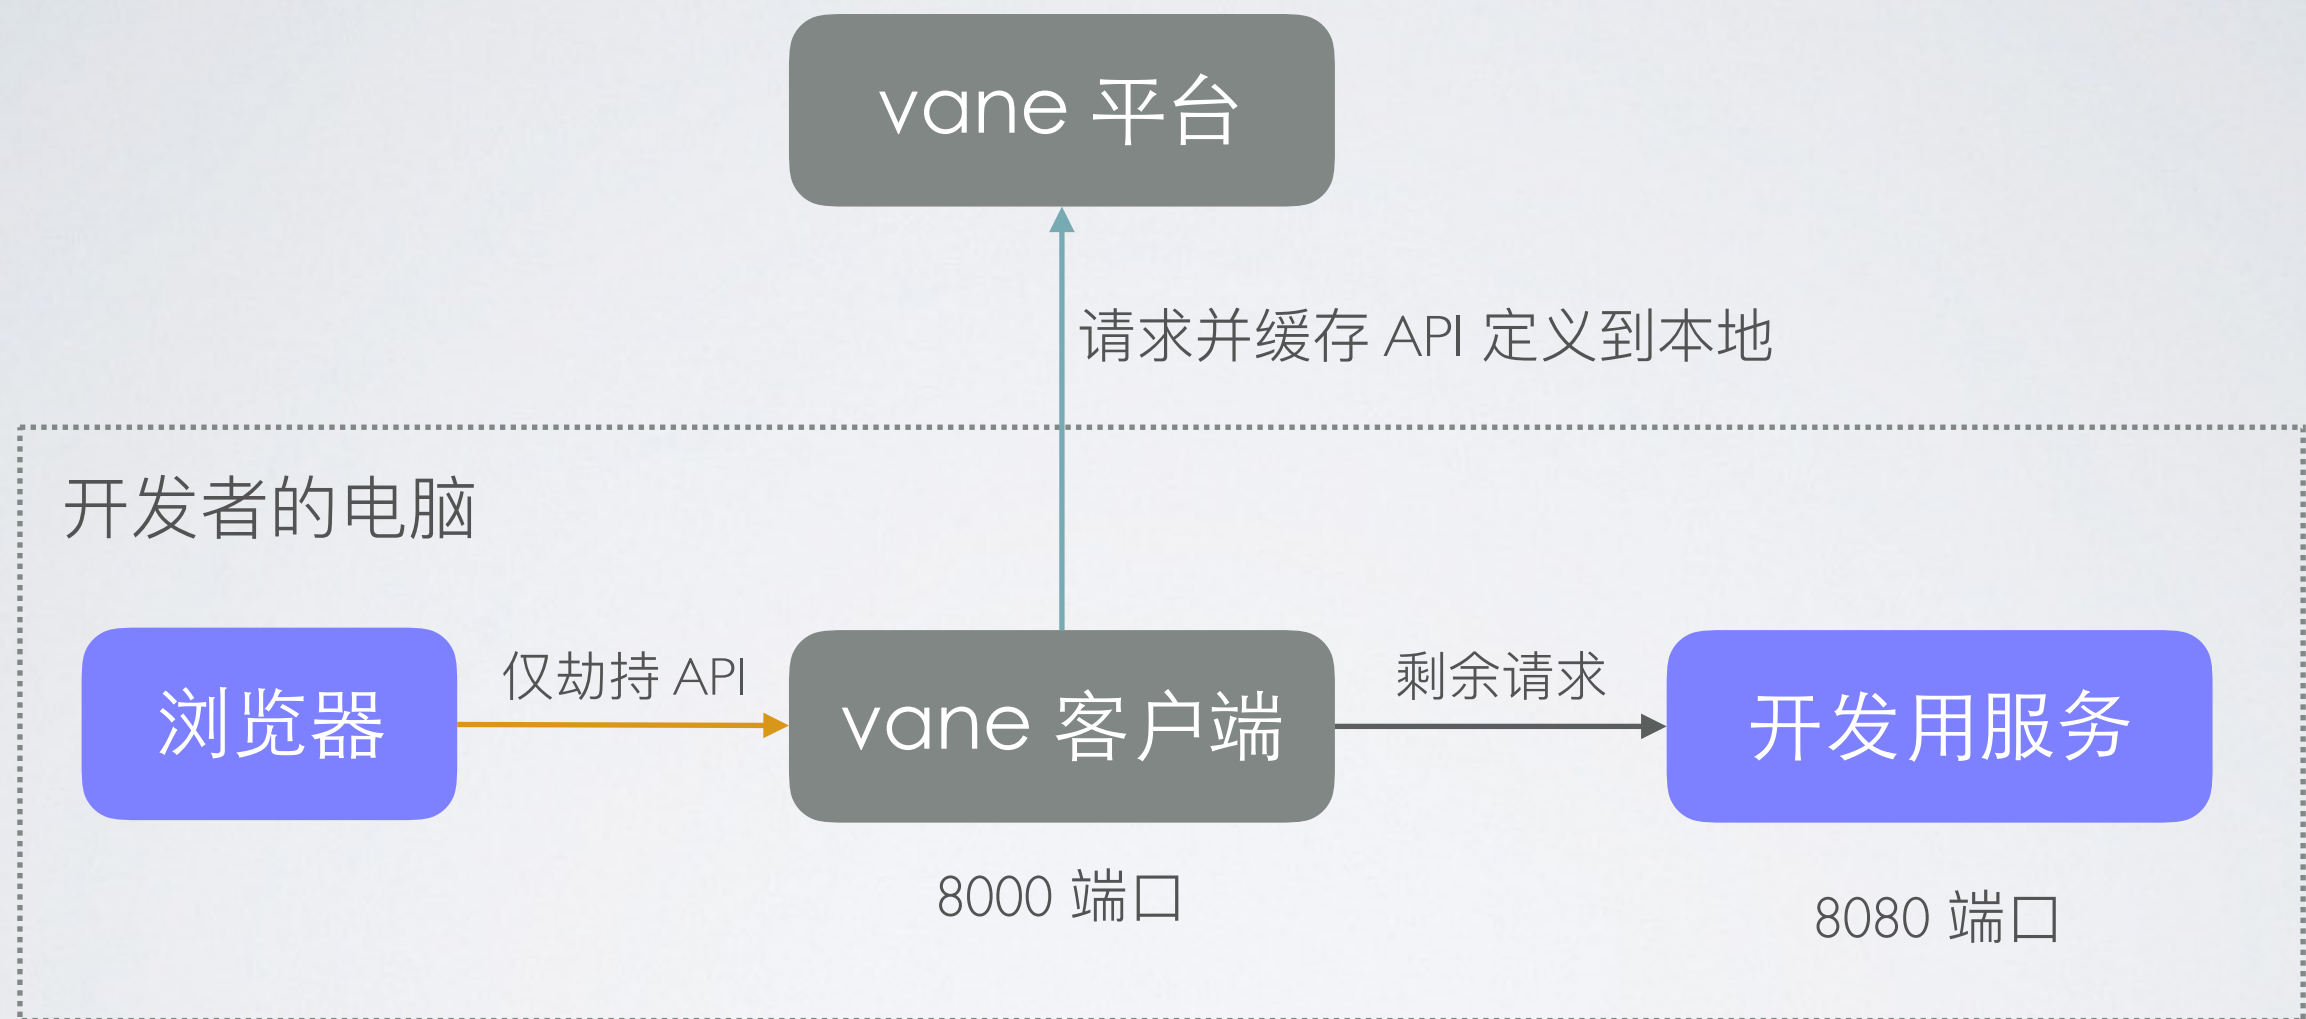 vane 平台
请求并缓存 API 定义到本地
开发者的电脑
浏览器
仅劫持 API
vane 客户端
剩余请求
开发用服务
8000 端口
8080 端口